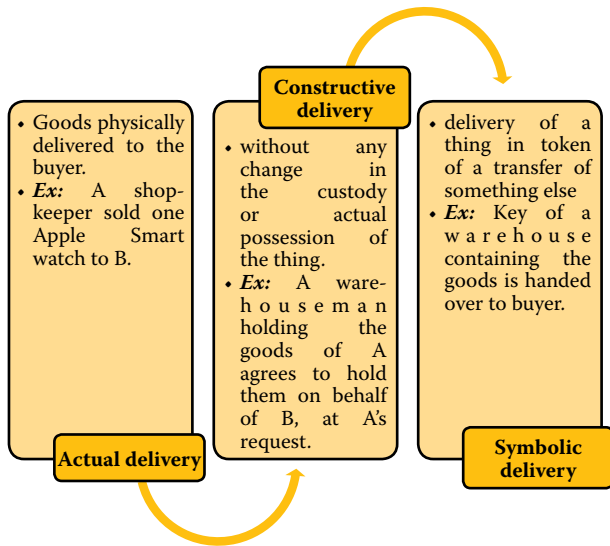 • Goods physically
delivered to the
buyer.
• Ex: A shop-
keeper sold one
Apple Smart
watch to B.
Actual delivery
Constructive
delivery
• without any
change in
the custody
or actual
possession of
the thing.
• Ex: A ware-
houseman
holding the
goods of A
agrees to hold
them on behalf
of B, at A’s
request.
• delivery of a
thing in token
of a transfer of
something else
• Ex: Key of a
warehouse
containing the
goods is handed
over to buyer.
Symbolic
delivery